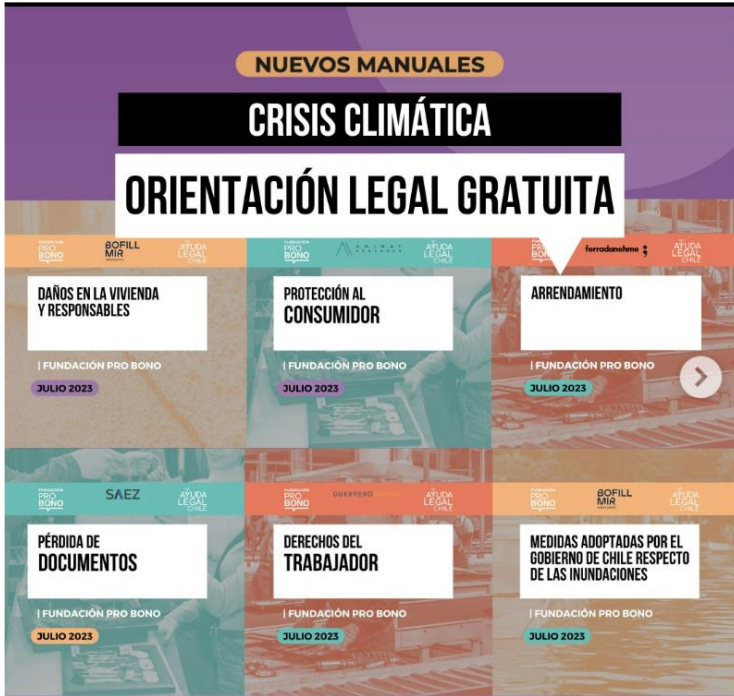 NUEVOS MANUALES
CRISIS CLIMÁTICA
ORIENTACIÓN LEGAL GRATUITA
FUNDACIÓN
PRO
BONO
BOFILL
MIR
AYUDA
LEGAL
CHILE
DAÑOS EN LA VIVIENDA
Y RESPONSABLES
| FUNDACIÓN PRO BONO
JULIO 2023
FUNDACIÓN
PRO
BONO
AYUDA
LEGAL
CHILE
PROTECCIÓN AL
CONSUMIDOR
| FUNDACIÓN PRO BONO
JULIO 2023
PRO
BONO
ferradanehme
AYUDA
LEGAL
CHILE
ARRENDAMIENTO
| FUNDACIÓN PRO BONO
JULIO 2023
FUNDACIÓN
PRO
BONO
SAEZ
AYUDA
LEGAL
CHILE
PÉRDIDA DE
DOCUMENTOS
| FUNDACIÓN PRO BONO
JULIO 2023
FUNDACIÓN
PRO
BONO
GUERRERO
AYUDA
LEGAL
CHILE
DERECHOS DEL
TRABAJADOR
| FUNDACIÓN PRO BONO
JULIO 2023
FUNDACIÓN
PRO
BONO
BOFILL
MIR
AYUDA
LEGAL
CHILE
MEDIDAS ADOPTADAS POR EL
GOBIERNO DE CHILE RESPECTO
DE LAS INUNDACIONES
| FUNDACIÓN PRO BONO
JULIO 2023